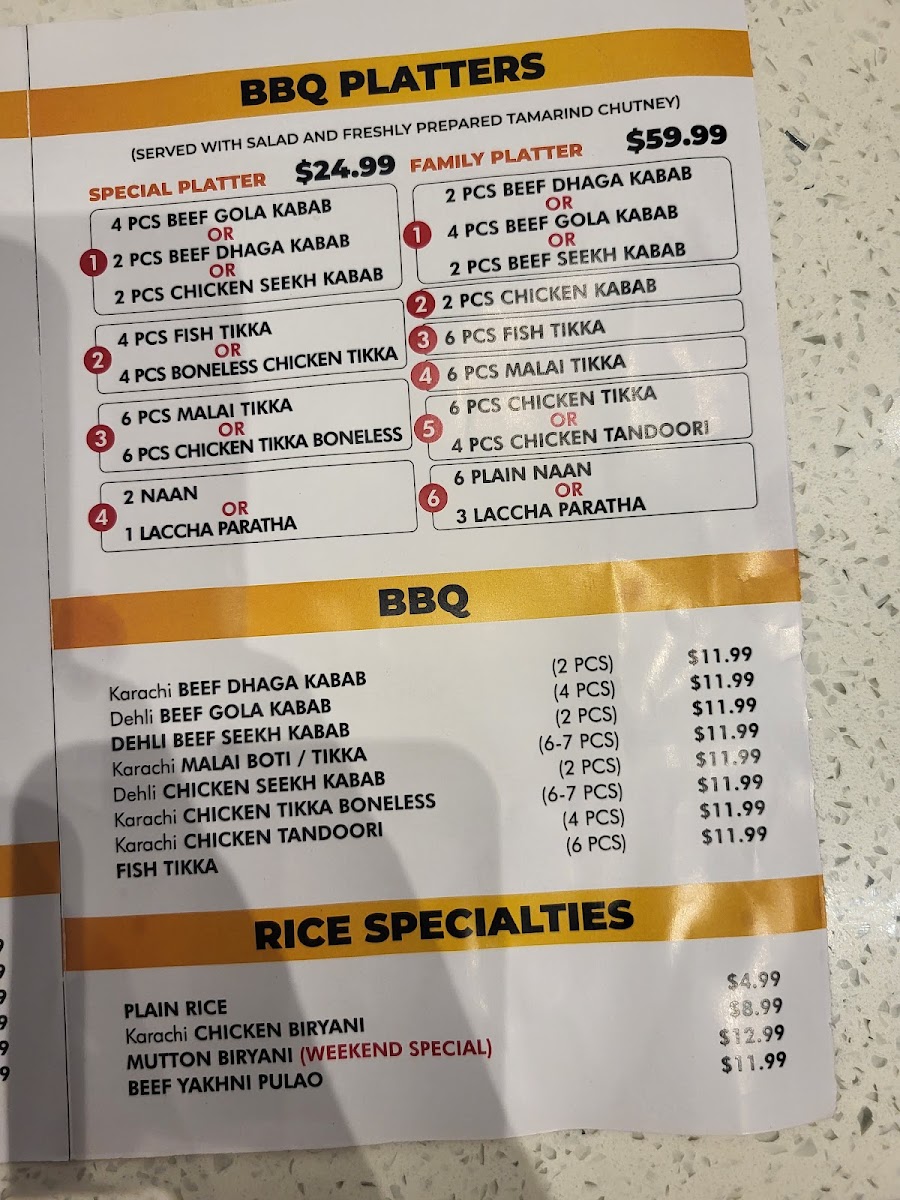 BBQ PLATTERS
(SERVED WITH SALAD AND FRESHLY PREPARED TAMARIND CHUTNEY)
SPECIAL PLATTER $24.99
1
4 PCS BEEF GOLA KABAB
OR
2 PCS BEEF DHAGA KABAB
OR
2 PCS CHICKEN SEEKH KABAB
2
4 PCS FISH TIKKA
OR
4 PCS BONELESS CHICKEN TIKKA
3
6 PCS MALAI TIKKA
OR
6 PCS CHICKEN TIKKA BONELESS
4
2 NAAN
OR
1 LACCHA PARATHA
FAMILY PLATTER $59.99
1
2 PCS BEEF DHAGA KABAB
OR
4 PCS BEEF GOLA KABAB
OR
2 PCS BEEF SEEKH KABAB
2 2 PCS CHICKEN KABAB
3 6 PCS FISH TIKKA
4 6 PCS MALAI TIKKA
5
6 PCS CHICKEN TIKKA
OR
4 PCS CHICKEN TANDOORI
6
6 PLAIN NAAN
OR
3 LACCHA PARATHA
BBQ
Karachi BEEF DHAGA KABAB (2 PCS) $11.99
Dehli BEEF GOLA KABAB (4 PCS) $11.99
DEHLI BEEF SEEKH KABAB (2 PCS) $11.99
Karachi MALAI BOTI / TIKKA (6-7 PCS) $11.99
Dehli CHICKEN SEEKH KABAB (2 PCS) $11.99
Karachi CHICKEN TIKKA BONELESS (6-7 PCS) $11.99
Karachi CHICKEN TANDOORI (4 PCS) $11.99
FISH TIKKA (6 PCS) $11.99
RICE SPECIALTIES
PLAIN RICE $4.99
Karachi CHICKEN BIRYANI $8.99
MUTTON BIRYANI (WEEKEND SPECIAL) $12.99
BEEF YAKHNI PULAO $11.99